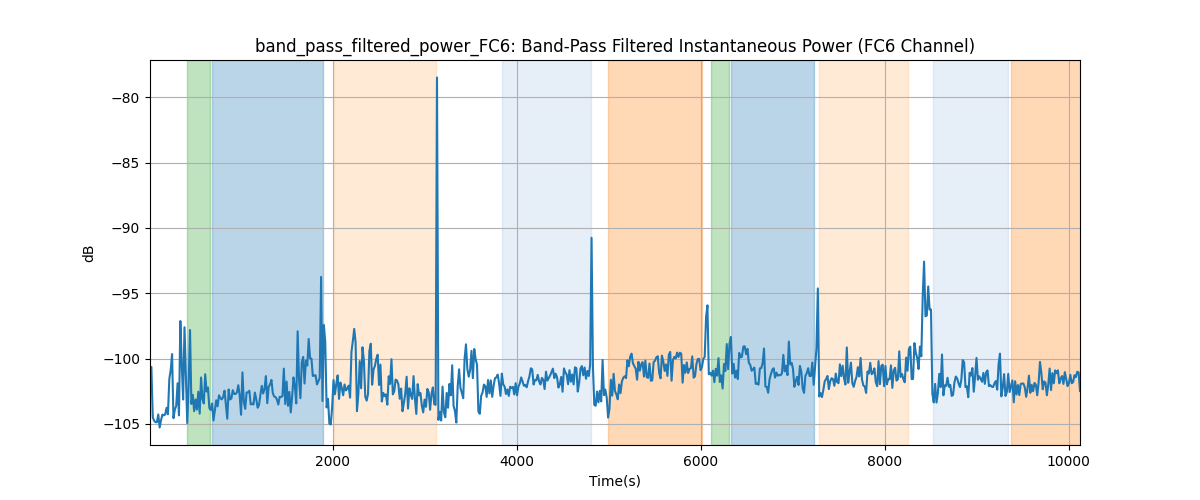 band_pass_filtered_power_FC6: Band-Pass Filtered Instantaneous Power (FC6 Channel)
−80
−85
−90
−95
−100
−105
dB
2000 4000 6000 8000 10000
Time(s)